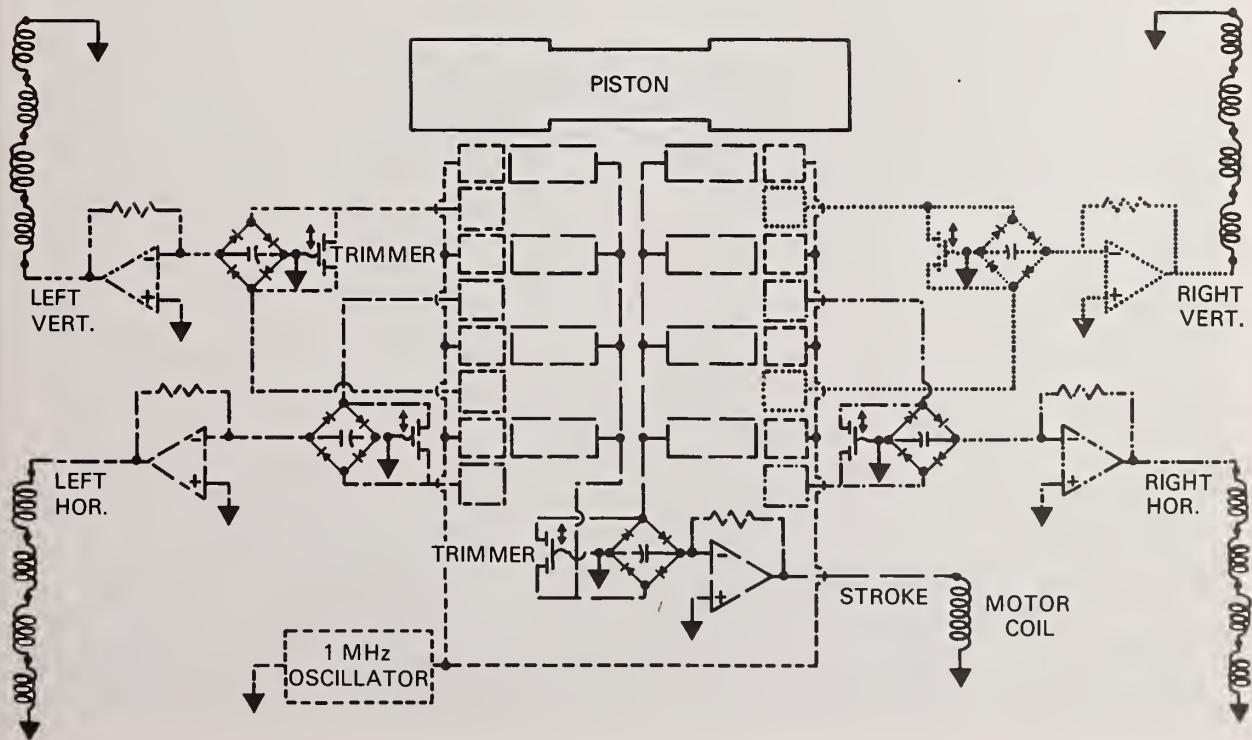 PISTON
TRIMMER
LEFT
VERT.
RIGHT
VERT.
LEFT
HOR.
RIGHT
HOR.
TRIMMER
STROKE
MOTOR
COIL
1 MHz
OSCILLATOR